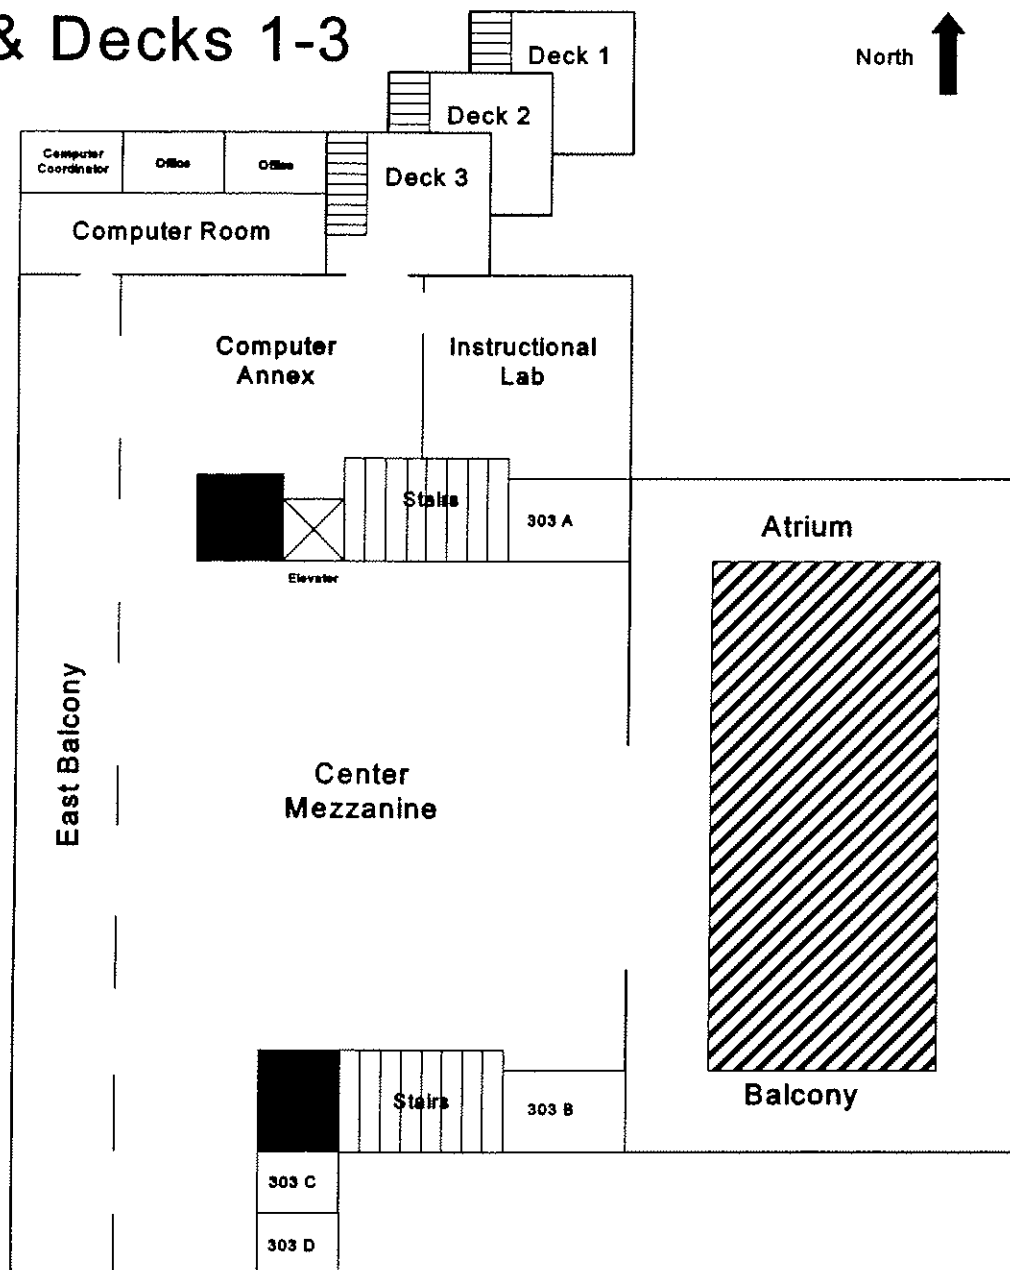 & Decks 1-3
Deck 1
North
Deck 2
Computer
Coordinator
Office
Office
Deck 3
Computer Room
Computer
Annex
Instructional
Lab
Stairs
303 A
Atrium
Elevator
East Balcony
Center
Mezzanine
Stairs
303 B
Balcony
303 C
303 D